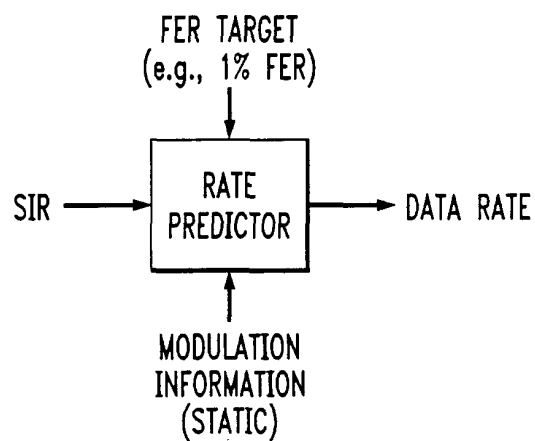 FER TARGET
(e.g., 1% FER)
SIR
RATE
PREDICTOR
DATA RATE
MODULATION
INFORMATION
(STATIC)